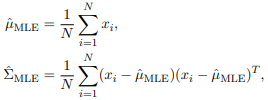 μ̂_MLE = 1/N ∑_{i=1}^{N} x_i,
Σ̂_MLE = 1/N ∑_{i=1}^{N} (x_i − μ̂_MLE)(x_i − μ̂_MLE)^T,